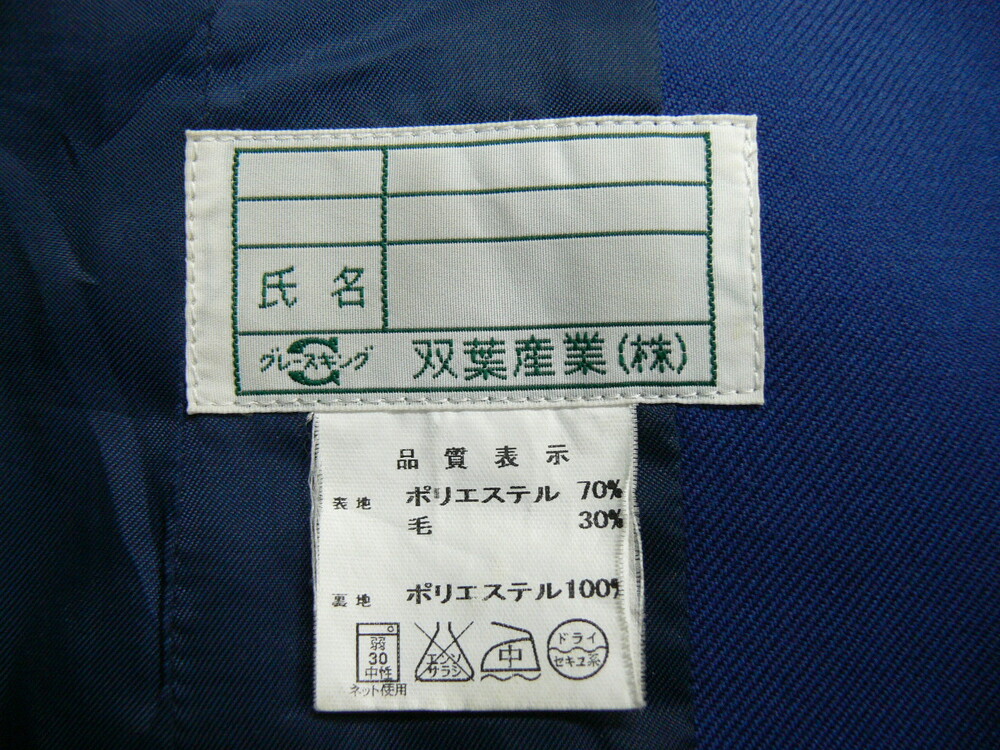 氏名
グレースキング 双葉産業(株)
品質表示
表地 ポリエステル 70%
毛 30%
裏地 ポリエステル 100%
弱
30
中性
ネット使用
エンソ
サラシ
中
ドライ
セキユ系